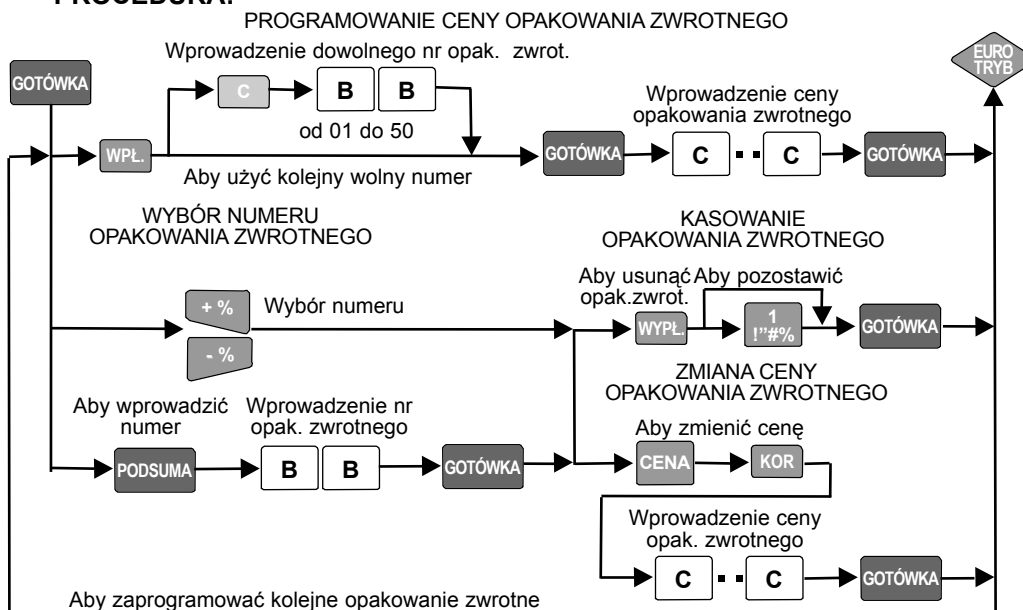 PROCEDURA:
PROGRAMOWANIE CENY OPAKOWANIA ZWROTNEGO
Wprowadzenie dowolnego nr opak. zwrot.
EURO
TRYB
GOTÓWKA
C
B
B
od 01 do 50
Wprowadzenie ceny
opakowania zwrotnego
WPŁ.
GOTÓWKA
C
C
GOTÓWKA
Aby użyć kolejny wolny numer
WYBÓR NUMERU
OPAKOWANIA ZWROTNEGO
KASOWANIE
OPAKOWANIA ZWROTNEGO
Aby usunąć
opak.zwrot.
Aby pozostawić
+ %
Wybór numeru
WYPŁ.
1
!”#%
GOTÓWKA
- %
ZMIANA CENY
OPAKOWANIA ZWROTNEGO
Aby wprowadzić
numer
Wprowadzenie nr
opak. zwrotnego
Aby zmienić cenę
PODSUMA
B
B
GOTÓWKA
CENA
KOR
Wprowadzenie ceny
opak. zwrotnego
C
C
GOTÓWKA
Aby zaprogramować kolejne opakowanie zwrotne